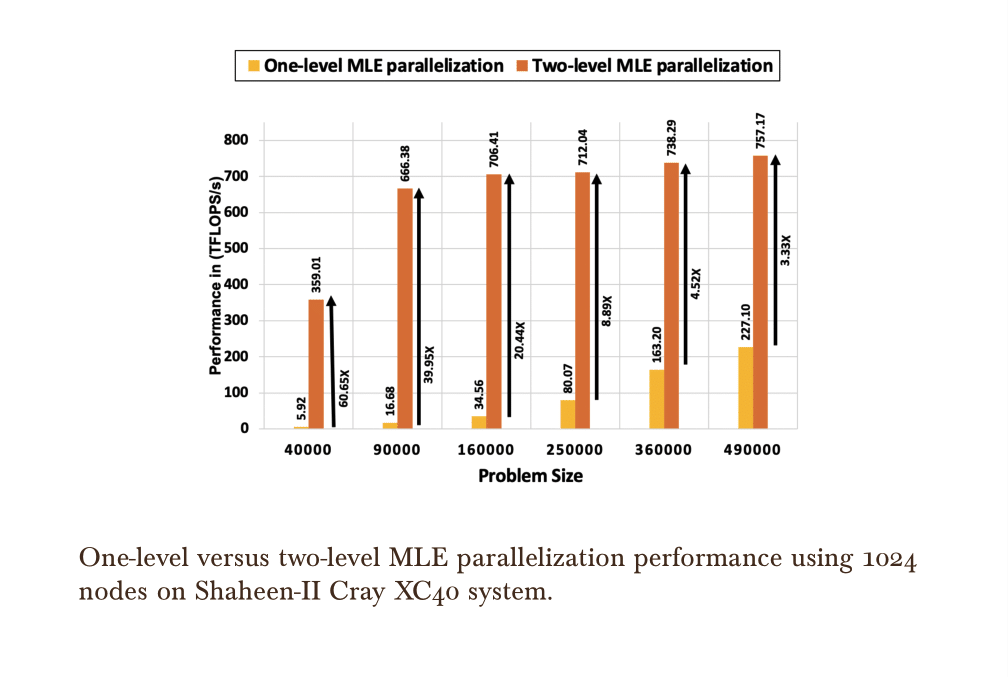 One-level MLE parallelization Two-level MLE parallelization
Performance in (TFLOPS/s)
800
700
600
500
400
300
200
100
0
5.92
359.01
60.65X
16.68
666.38
39.95X
34.56
706.41
20.44X
80.07
712.04
8.89X
163.20
738.29
4.52X
227.10
757.17
3.33X
40000 90000 160000 250000 360000 490000
Problem Size
One-level versus two-level MLE parallelization performance using 1024
nodes on Shaheen-II Cray XC40 system.